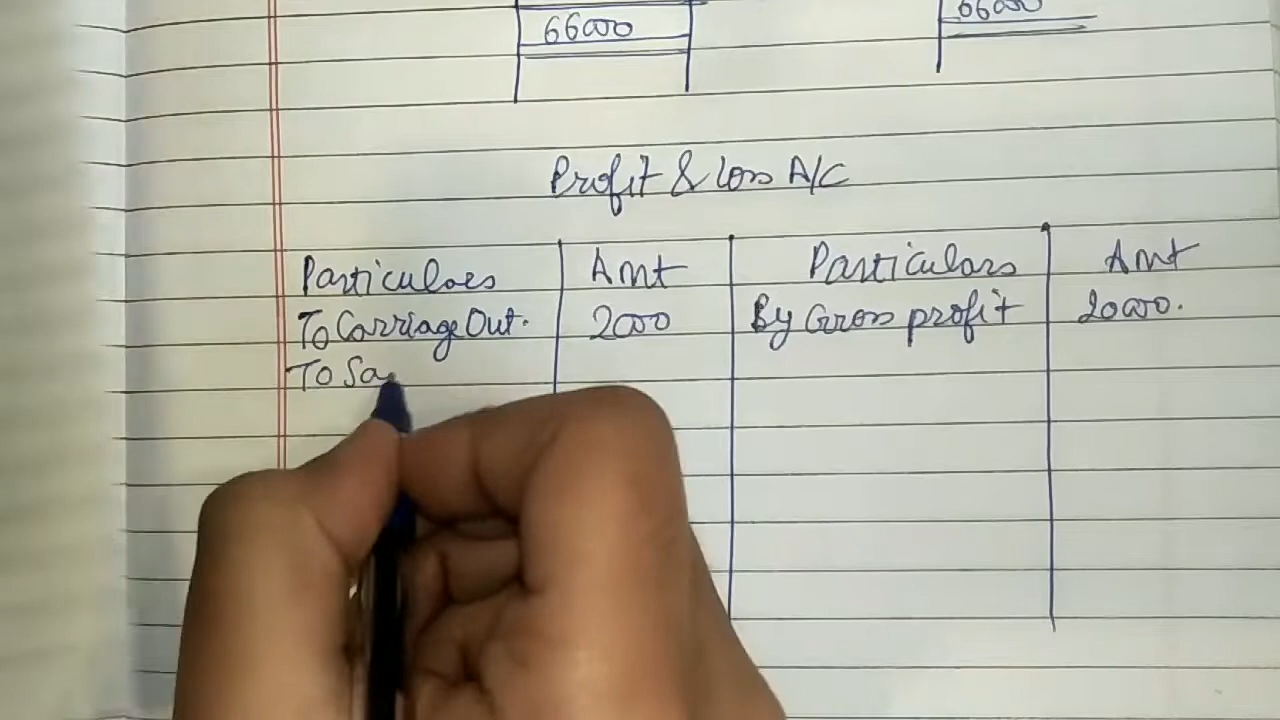 66000 66000
Profit & Loss A/C
Particulars Amt Particulars Amt
To Carriage Out. 2000 By Gross profit 20000.
To Sa